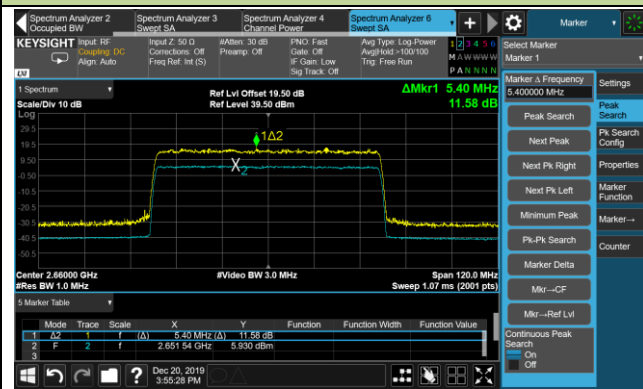 Spectrum Analyzer 2
Occupied BW
Spectrum Analyzer 3
Swept SA
Spectrum Analyzer 4
Channel Power
Spectrum Analyzer 6
Swept SA
Marker
KEYSIGHT
Input: RF
Coupling: DC
Align: Auto
Input Z: 50 Ω
Corrections: Off
Freq Ref: Int (S)
#Atten: 30 dB
Preamp: Off
PNO: Fast
Gate: Off
IF Gain: Low
Sig Track: Off
Avg Type: Log-Power
Avg|Hold >100/100
Trig: Free Run
1 2 3 4 5 6
M A W W W W
P A N N N N
LXI
Select Marker
Marker 1
1 Spectrum
Scale/Div 10 dB
Log
Ref Lvl Offset 19.50 dB
Ref Level 39.50 dBm
ΔMkr1 5.40 MHz
11.58 dB
29.5
19.5
9.50
-0.50
-10.5
-20.5
-30.5
-40.5
-50.5
1Δ2
X2
Center 2.66000 GHz
#Res BW 1.0 MHz
#Video BW 3.0 MHz
Span 120.0 MHz
Sweep 1.07 ms (2001 pts)
5 Marker Table
Mode Trace Scale X Y Function Function Width Function Value
1 Δ2 1 f (Δ) 5.40 MHz (Δ) 11.58 dB
2 F 2 f 2.651 54 GHz 5.930 dBm
3
Dec 20, 2019
3:55:28 PM
Marker Δ Frequency
5.400000 MHz
Peak Search
Next Peak
Next Pk Right
Next Pk Left
Minimum Peak
Pk-Pk Search
Marker Delta
Mkr→CF
Mkr→Ref Lvl
Continuous Peak
Search
On
Off
Settings
Peak
Search
Pk Search
Config
Properties
Marker
Function
Marker→
Counter